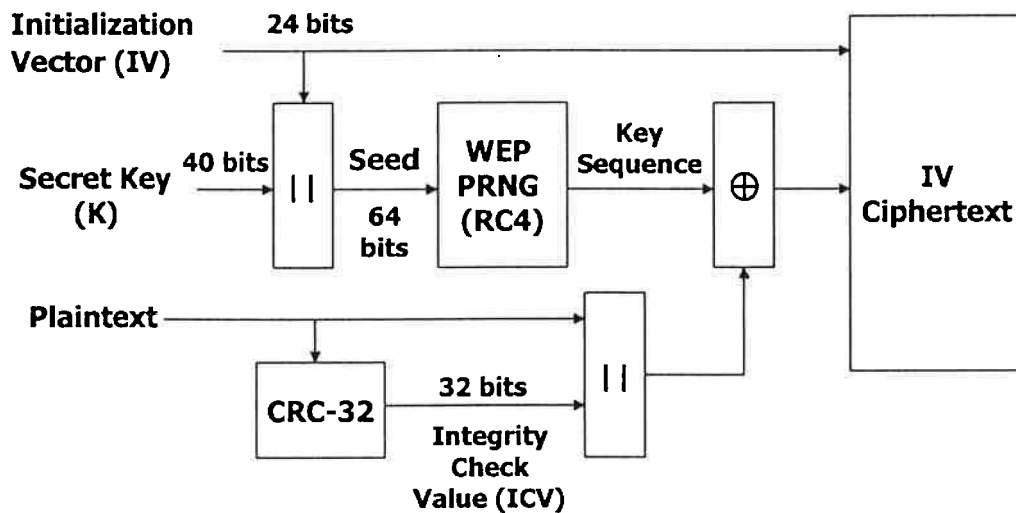 Initialization
Vector (IV)
24 bits
Secret Key
(K)
40 bits
||
Seed
64
bits
WEP
PRNG
(RC4)
Key
Sequence
⊕
IV
Ciphertext
Plaintext
CRC-32
32 bits
Integrity
Check
Value (ICV)
||